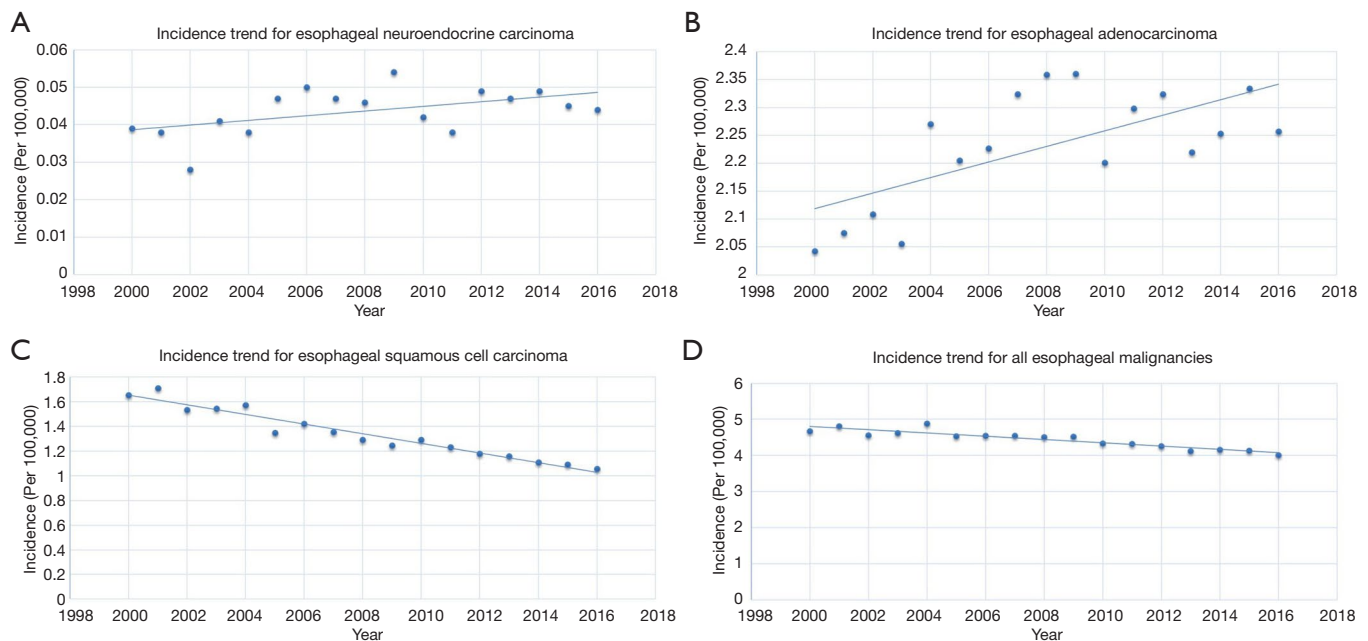 A
Incidence trend for esophageal neuroendocrine carcinoma
Incidence (Per 100,000)
0.06
0.05
0.04
0.03
0.02
0.01
0
1998 2000 2002 2004 2006 2008 2010 2012 2014 2016 2018
Year
B
Incidence trend for esophageal adenocarcinoma
Incidence (Per 100,000)
2.4
2.35
2.3
2.25
2.2
2.15
2.1
2.05
2
1998 2000 2002 2004 2006 2008 2010 2012 2014 2016 2018
Year
C
Incidence trend for esophageal squamous cell carcinoma
Incidence (Per 100,000)
1.8
1.6
1.4
1.2
1
0.8
0.6
0.4
0.2
0
1998 2000 2002 2004 2006 2008 2010 2012 2014 2016 2018
Year
D
Incidence trend for all esophageal malignancies
Incidence (Per 100,000)
6
5
4
3
2
1
0
1998 2000 2002 2004 2006 2008 2010 2012 2014 2016 2018
Year